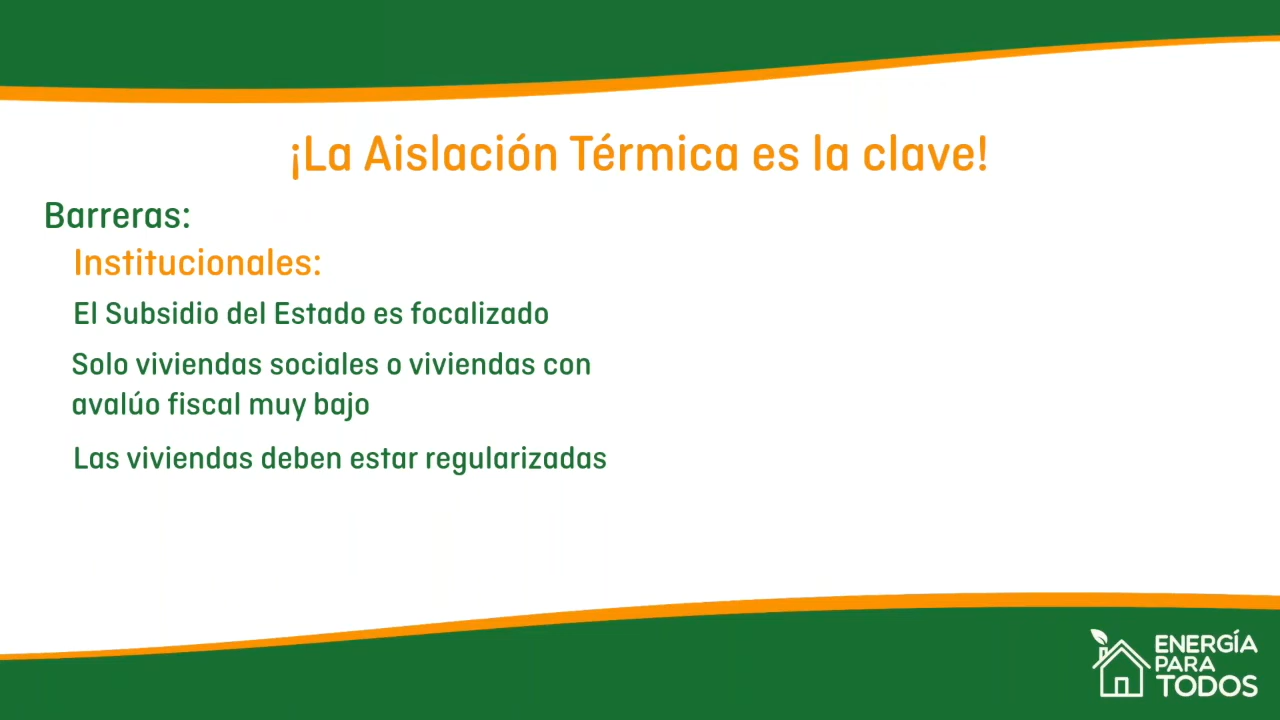 ¡La Aislación Térmica es la clave!
Barreras:
Institucionales:
El Subsidio del Estado es focalizado
Solo viviendas sociales o viviendas con
avalúo fiscal muy bajo
Las viviendas deben estar regularizadas
ENERGÍA
PARA
TODOS